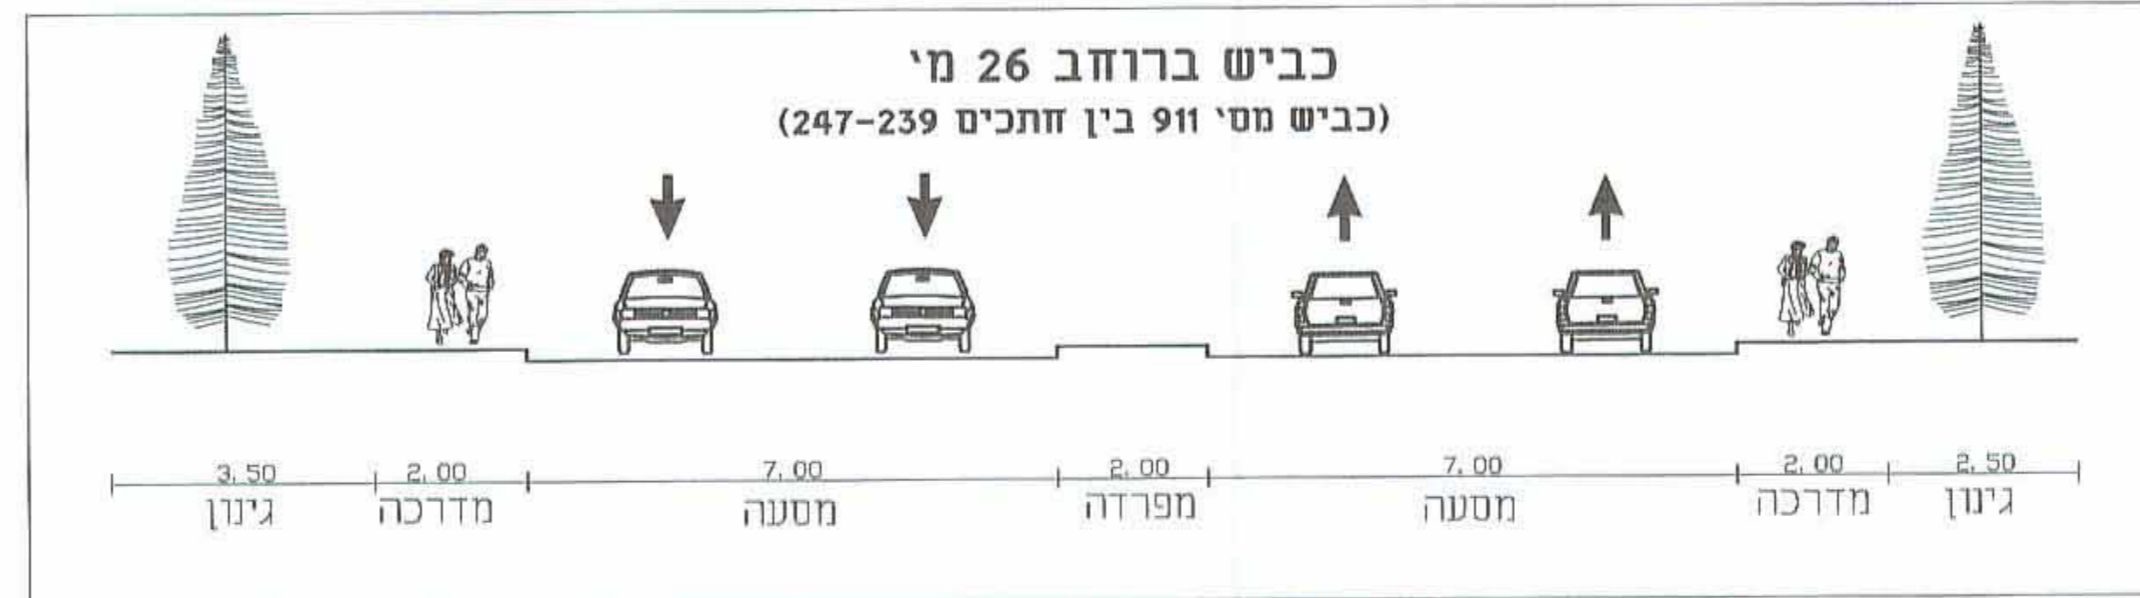 כביש ברוחב 26 מ'
(כביש מס' 911 בין חתכים 247-239)
3.50 2.00 7.00 2.00 7.00 2.00 2.50
גינון מדרכה מסעה מפרדה מסעה מדרכה גינון